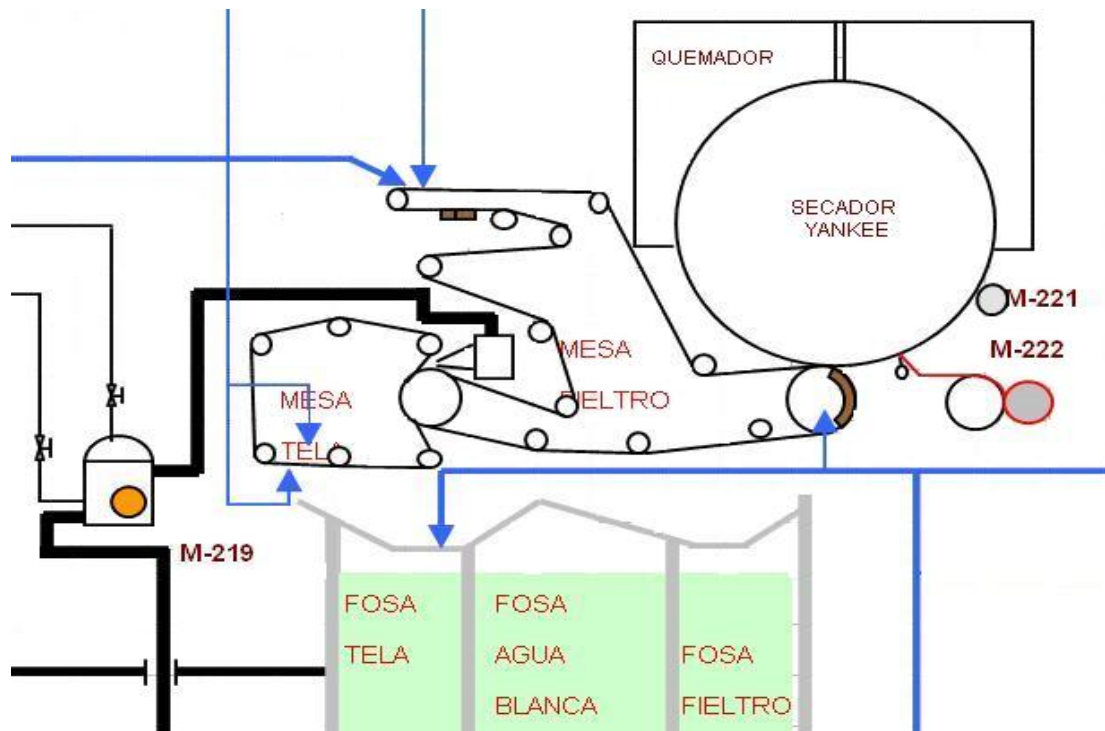 QUEMADOR
SECADOR
YANKEE
M-221
M-222
MESA
FIELTRO
MESA
TELA
M-219
FOSA
TELA
FOSA
AGUA
BLANCA
FOSA
FIELTRO